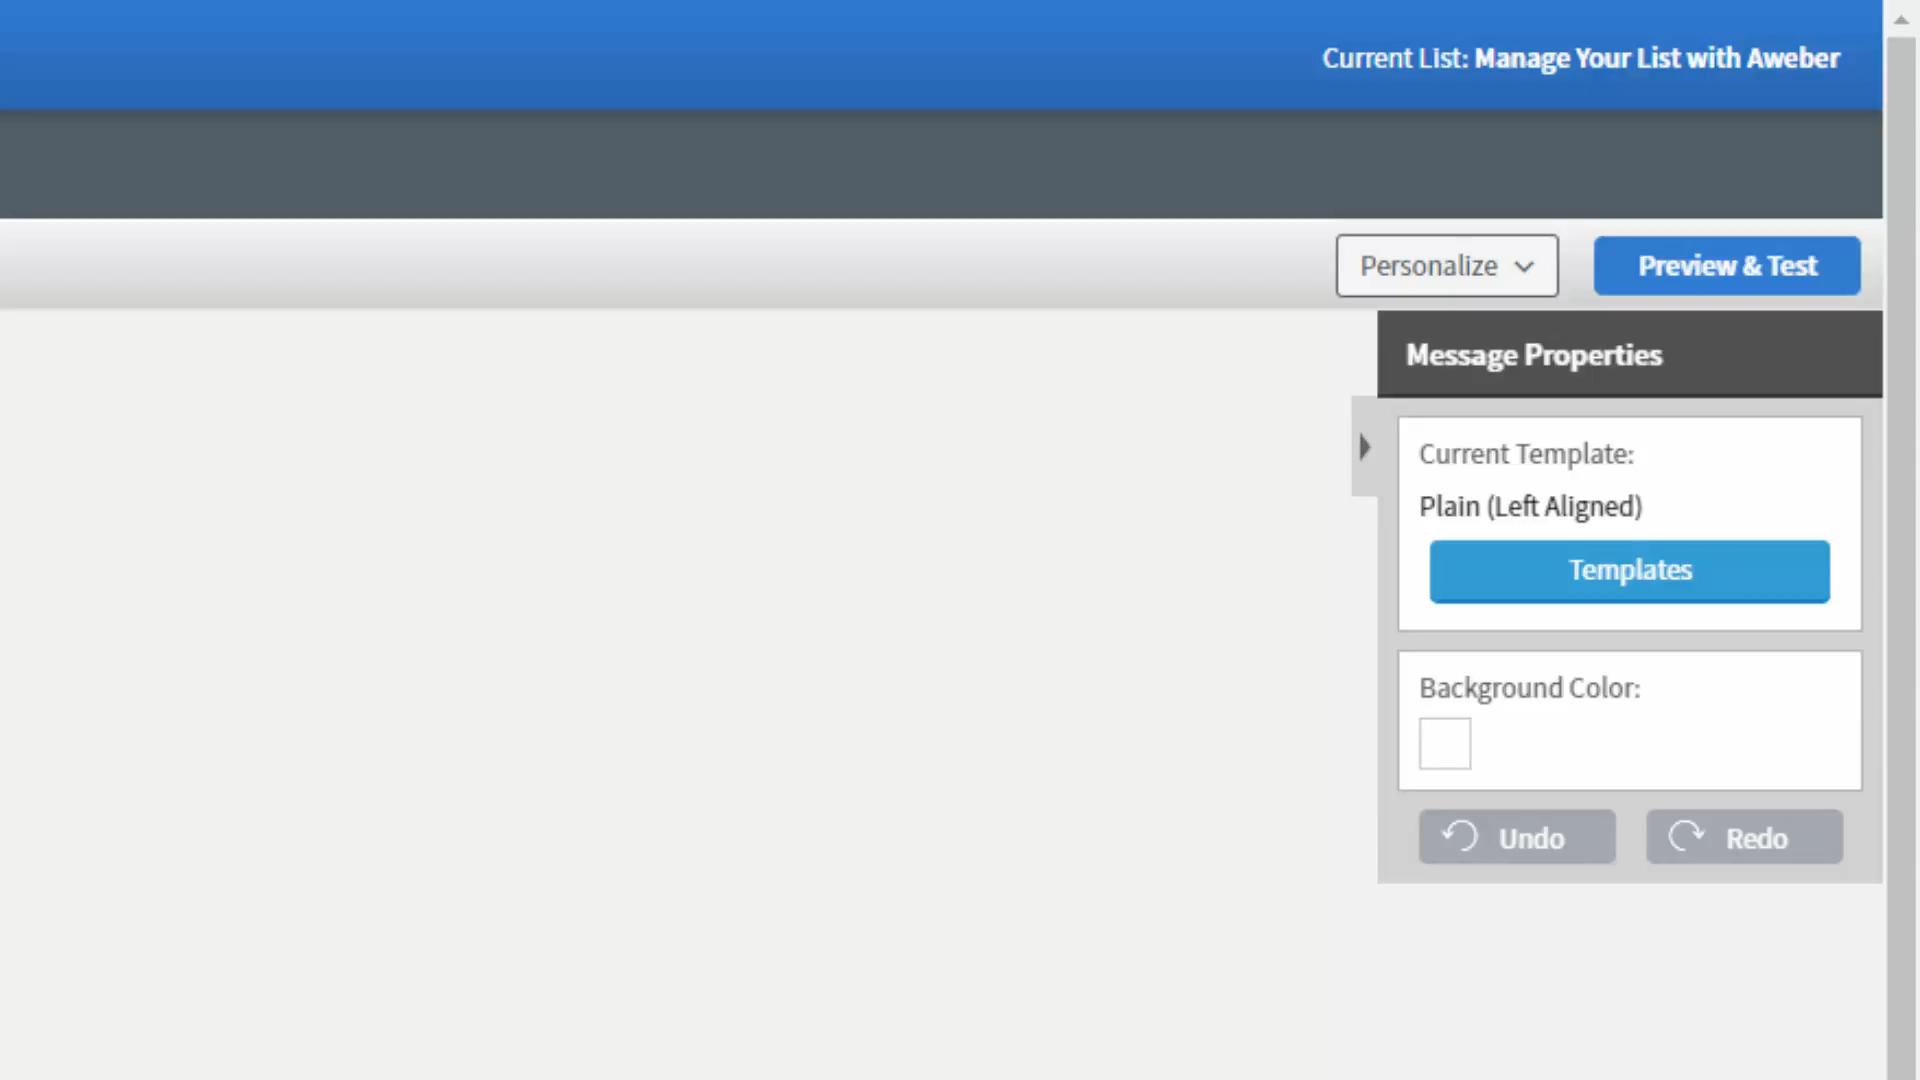 Current List: Manage Your List with Aweber
Personalize
Preview & Test
Message Properties
Current Template:
Plain (Left Aligned)
Templates
Background Color:
Undo
Redo